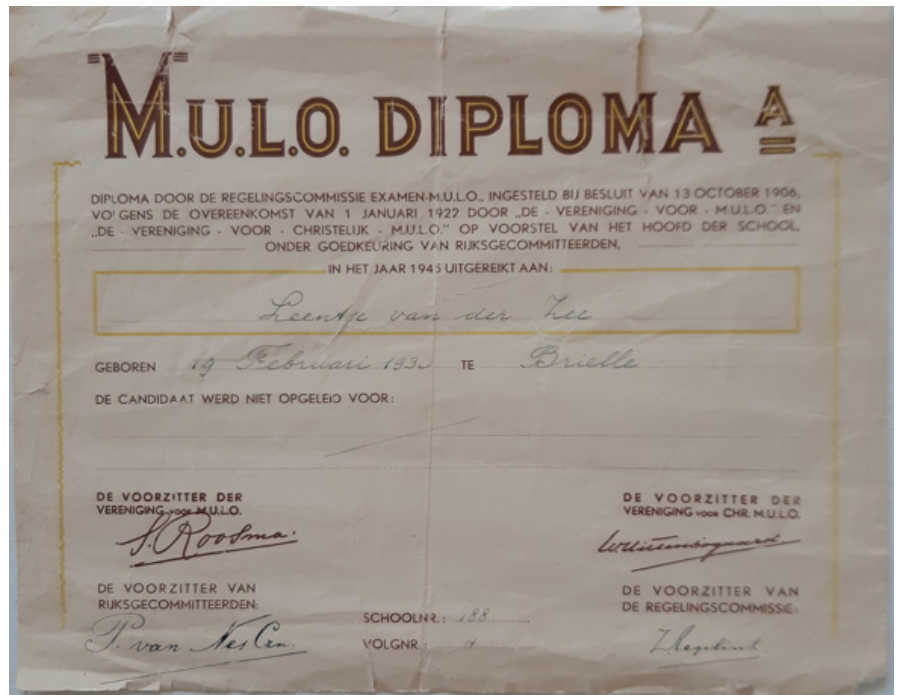 M.U.L.O. DIPLOMA A
DIPLOMA DOOR DE REGELINGSCOMMISSIE EXAMEN-M.U.L.O., INGESTELD BIJ BESLUIT VAN 13 OCTOBER 1906,
VOLGENS DE OVEREENKOMST VAN 1 JANUARI 1922 DOOR „DE - VERENIGING - VOOR - M.U.L.O." EN
„DE - VERENIGING - VOOR - CHRISTELIJK - M.U.L.O." OP VOORSTEL VAN HET HOOFD DER SCHOOL,
ONDER GOEDKEURING VAN RIJKSGECOMMITTEERDEN,
IN HET JAAR 1945 UITGEREIKT AAN:
Leentje van der Zee
GEBOREN 19 Februari 1930 TE Brielle
DE CANDIDAAT WERD NIET OPGELEID VOOR:
DE VOORZITTER DER
VERENIGING VOOR M.U.L.O.
S. Roosma.
DE VOORZITTER DER
VERENIGING VOOR CHR. M.U.L.O.
DE VOORZITTER VAN
RIJKSGECOMMITTEERDEN:
P. van Nes Czn.
SCHOOLNR.: 188
VOLGNR.: 4
DE VOORZITTER VAN
DE REGELINGSCOMMISSIE: